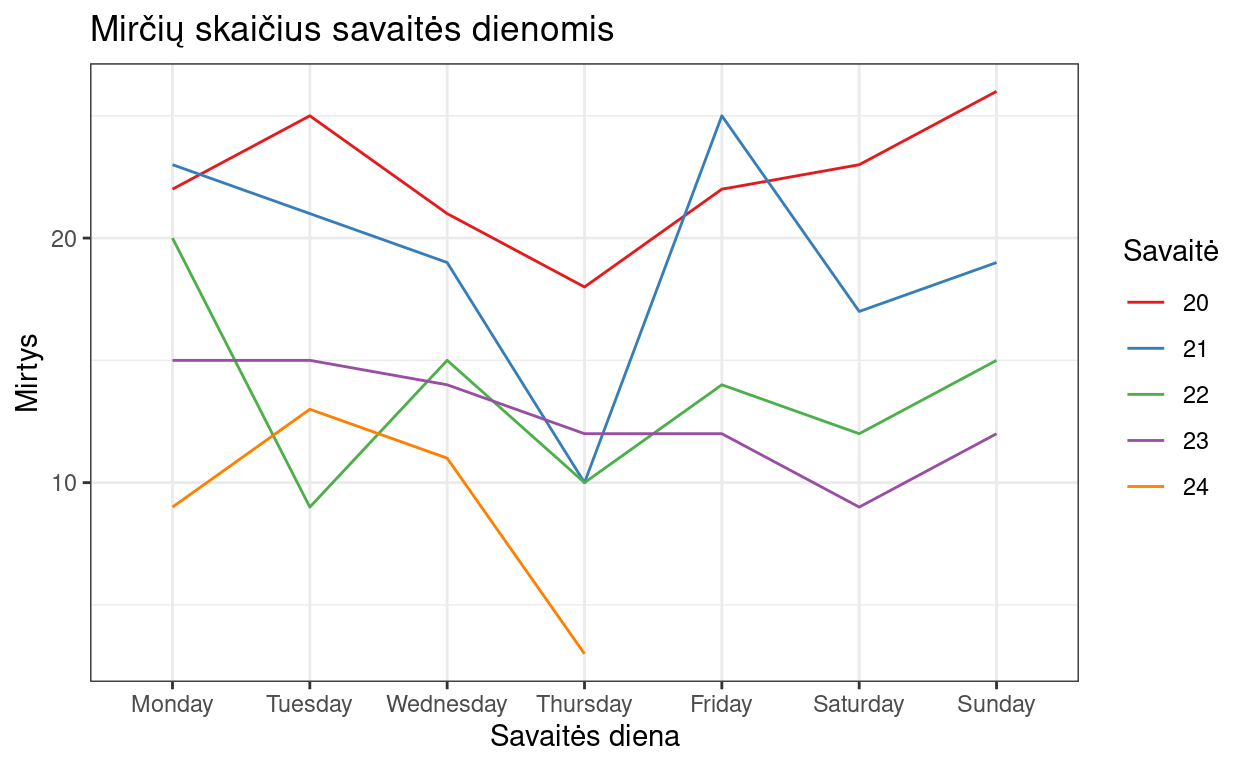 Mirčių skaičius savaitės dienomis
Mirtys
20
10
Monday Tuesday Wednesday Thursday Friday Saturday Sunday
Savaitės diena
Savaitė
20
21
22
23
24